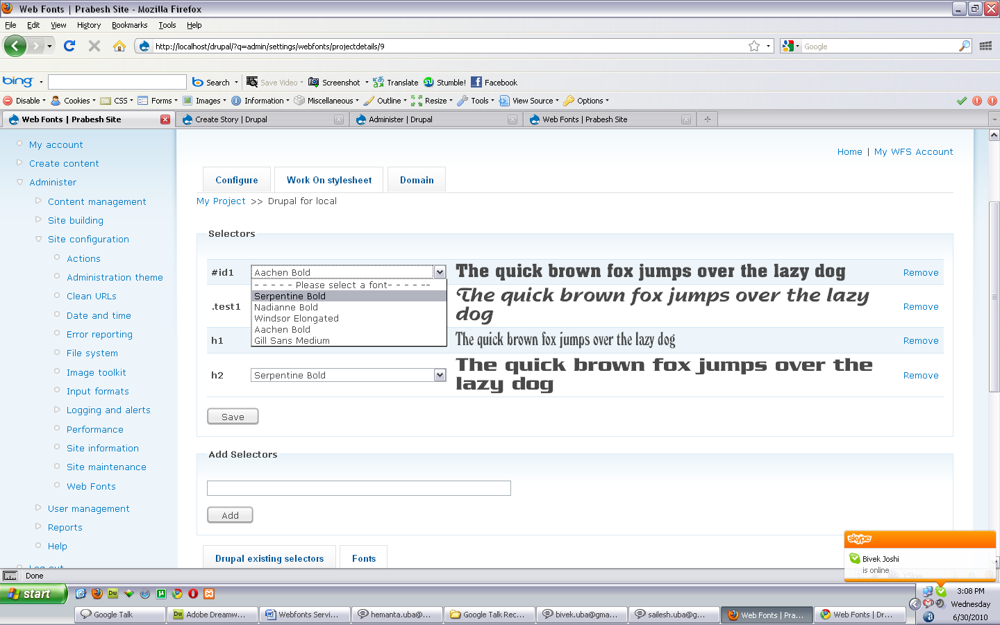 Web Fonts | Prabesh Site - Mozilla Firefox
File Edit View History Bookmarks Tools Help
http://localhost/drupal/?q=admin/settings/webfonts/projectdetails/9
Google
bing Search Save Video Screenshot Translate Stumble! Facebook
Disable Cookies CSS Forms Images Information Miscellaneous Outline Resize Tools View Source Options
Web Fonts | Prabesh Site Create Story | Drupal Administer | Drupal Web Fonts | Prabesh Site
My account
Create content
Administer
Content management
Site building
Site configuration
Actions
Administration theme
Clean URLs
Date and time
Error reporting
File system
Image toolkit
Input formats
Logging and alerts
Performance
Site information
Site maintenance
Web Fonts
User management
Reports
Help
Log out
Home | My WFS Account
Configure Work On stylesheet Domain
My Project >> Drupal for local
Selectors
#id1 Aachen Bold The quick brown fox jumps over the lazy dog Remove
- - - - - Please select a font- - - - --
Serpentine Bold
Nadianne Bold
Windsor Elongated
Aachen Bold
Gill Sans Medium
.test1 The quick brown fox jumps over the lazy
dog Remove
h1 The quick brown fox jumps over the lazy dog Remove
h2 Serpentine Bold The quick brown fox jumps over the
lazy dog Remove
Save
Add Selectors
Add
Drupal existing selectors Fonts
skype
Bivek Joshi
is online
Done
YSlow
start
Google Talk Adobe Dreamw... Webfonts Servi... hemanta.uba@... Google Talk Rec... bivek.uba@gma... sailesh.uba@g... Web Fonts | Pra... Web Fonts | Dr...
3:08 PM
Wednesday
6/30/2010